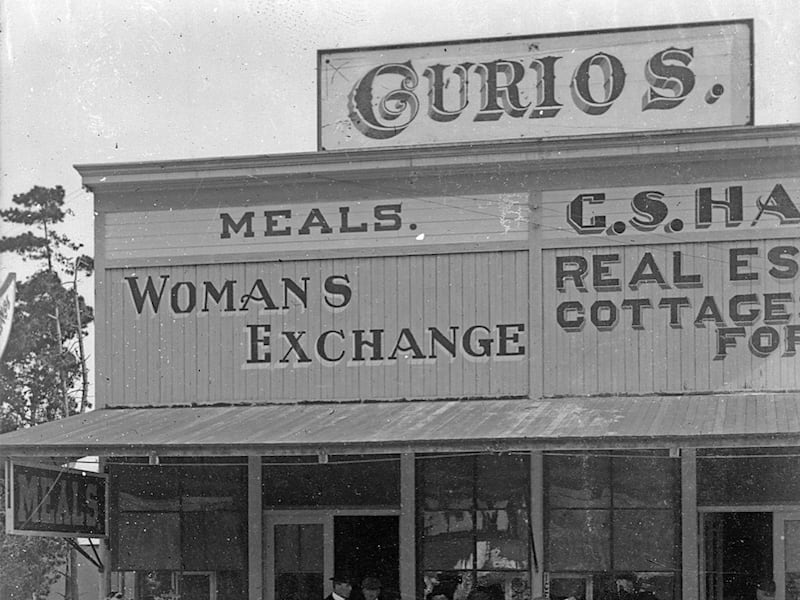 CURIOS.
MEALS.
WOMANS
EXCHANGE
C.S.HA
REAL ES
COTTAGE
FOR
MEALS